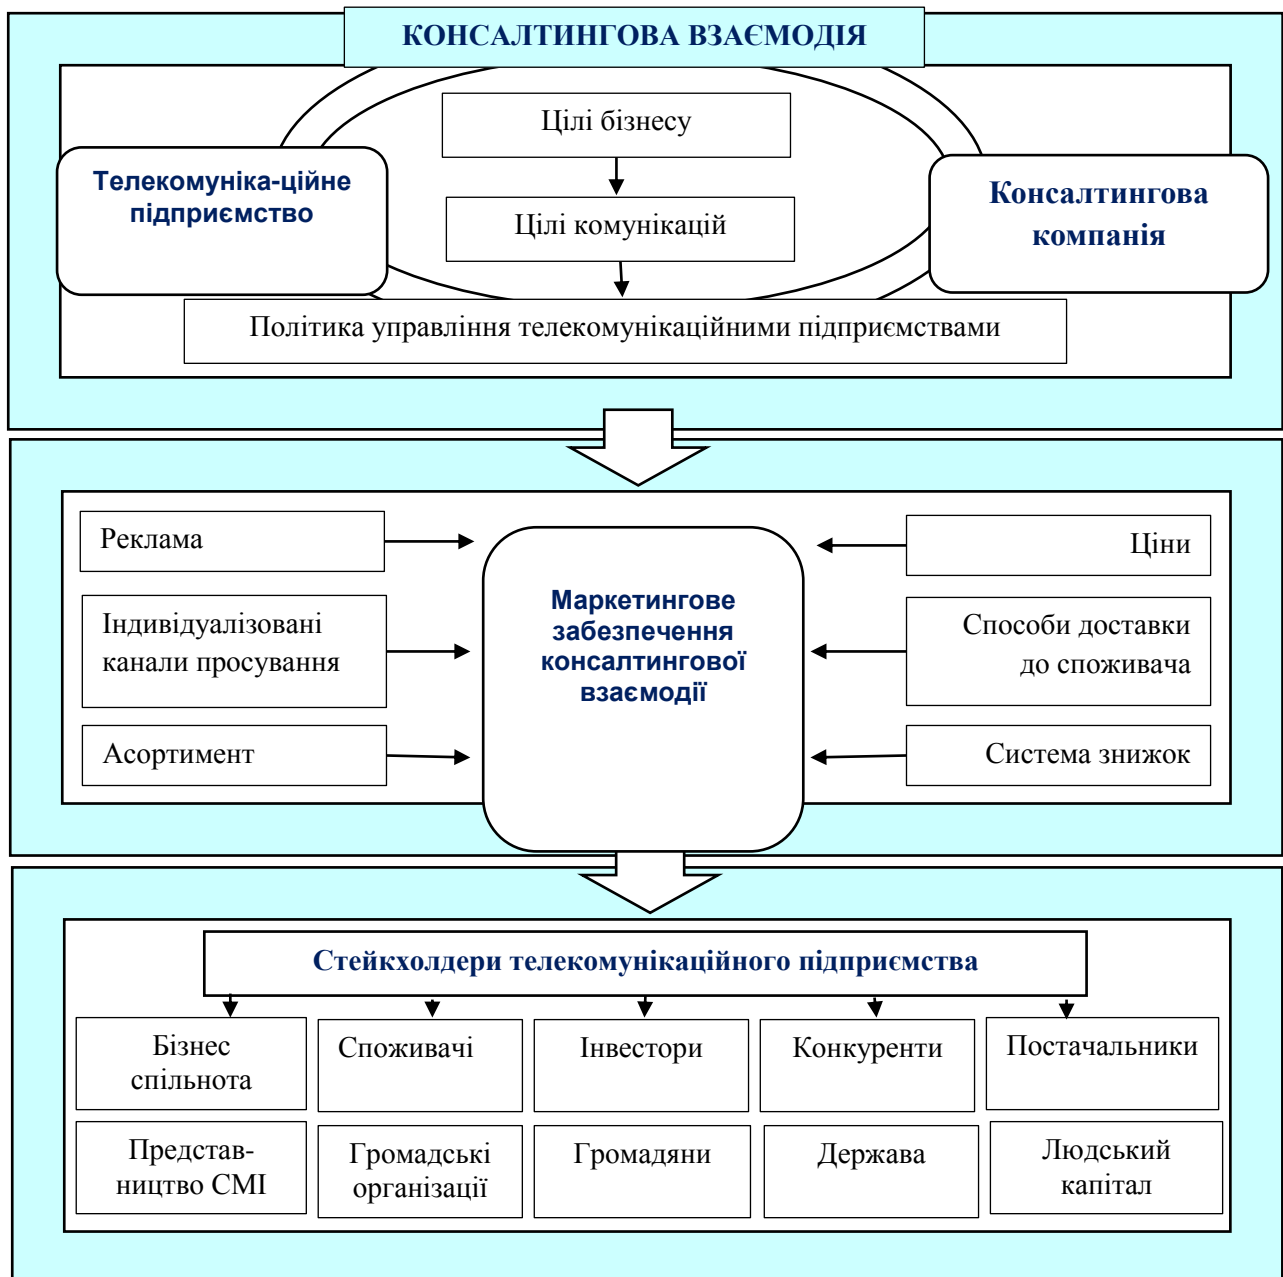 КОНСАЛТИНГОВА ВЗАЄМОДІЯ
Цілі бізнесу
Телекомуніка-ційне
підприємство
Консалтингова
компанія
Цілі комунікацій
Політика управління телекомунікаційними підприємствами
Реклама
Індивідуалізовані
канали просування
Асортимент
Маркетингове
забезпечення
консалтингової
взаємодії
Ціни
Способи доставки
до споживача
Система знижок
Стейкхолдери телекомунікаційного підприємства
Бізнес
спільнота
Споживачі
Інвестори
Конкуренти
Постачальники
Представ-
ництво СМІ
Громадські
організації
Громадяни
Держава
Людський
капітал